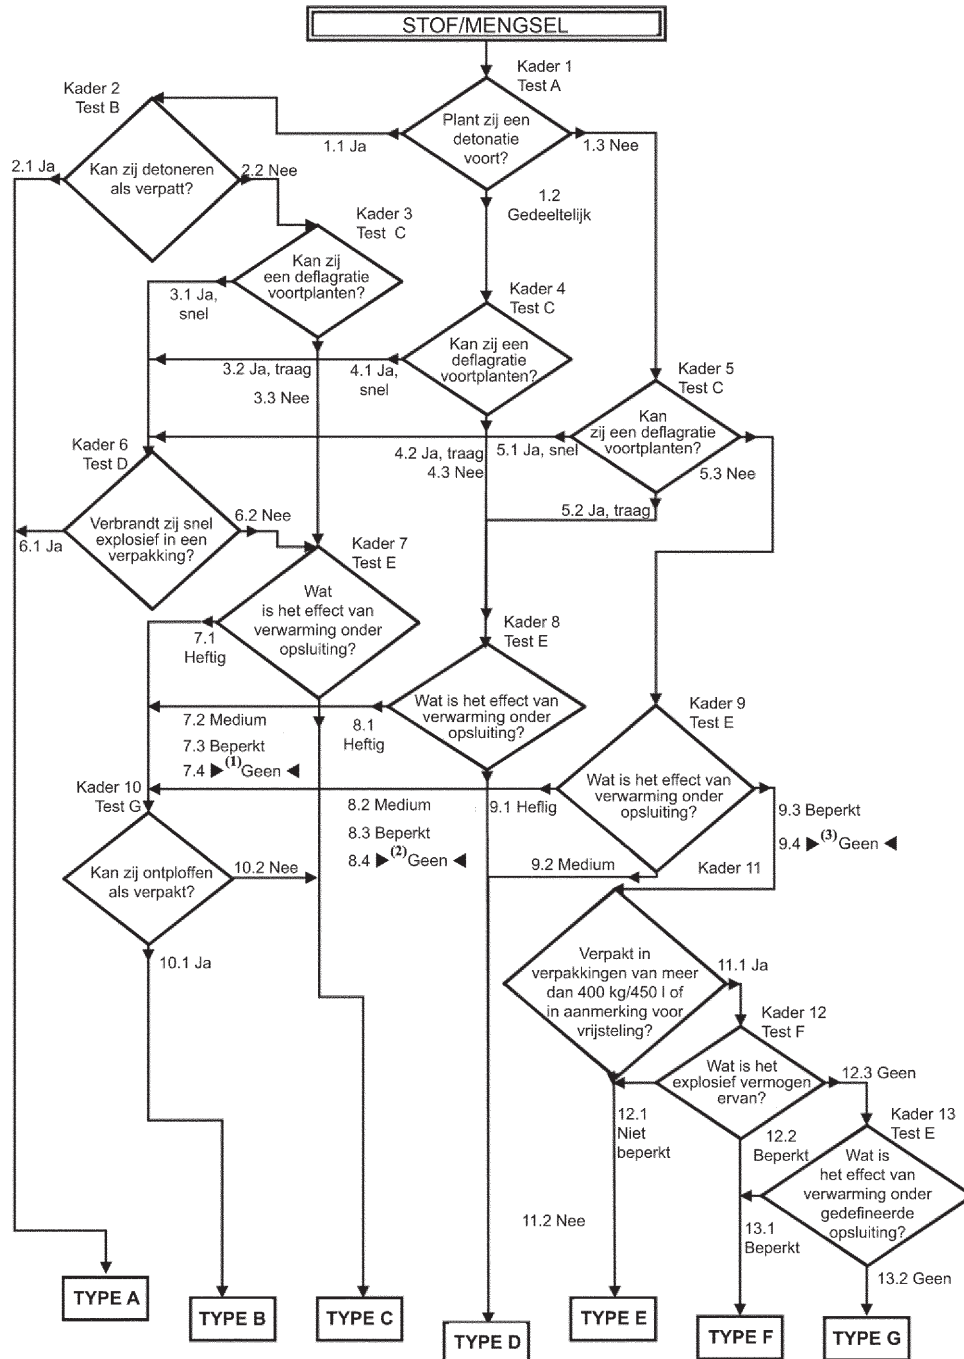 STOF/MENGSEL
Kader 1
Test A
Plant zij een
detonatie
voort?
1.1 Ja
1.3 Nee
1.2
Gedeeltelijk
Kader 2
Test B
Kan zij detoneren
als verpatt?
2.1 Ja
2.2 Nee
Kader 3
Test C
Kan zij
een deflagratie
voortplanten?
3.1 Ja,
snel
3.2 Ja, traag
3.3 Nee
Kader 4
Test C
Kan zij een
deflagratie
voortplanten?
4.1 Ja,
snel
4.2 Ja, traag
4.3 Nee
Kader 5
Test C
Kan
zij een deflagratie
voortplanten?
5.1 Ja, snel
5.3 Nee
5.2 Ja, traag
Kader 6
Test D
Verbrandt zij snel
explosief in een
verpakking?
6.1 Ja
6.2 Nee
Kader 7
Test E
Wat
is het effect van
verwarming onder
opsluiting?
7.1
Heftig
7.2 Medium
7.3 Beperkt
7.4 ▶(1)Geen ◀
Kader 8
Test E
Wat is het effect van
verwarming onder
opsluiting?
8.1
Heftig
8.2 Medium
8.3 Beperkt
8.4 ▶(2)Geen ◀
Kader 9
Test E
Wat is het effect van
verwarming onder
opsluiting?
9.1 Heflig
9.2 Medium
9.3 Beperkt
9.4 ▶(3)Geen ◀
Kader 10
Test G
Kan zij ontploffen
als verpakt?
10.2 Nee
10.1 Ja
Kader 11
Verpakt in
verpakkingen van meer
dan 400 kg/450 l of
in aanmerking voor
vrijsteling?
11.1 Ja
11.2 Nee
Kader 12
Test F
Wat is het
explosief vermogen
ervan?
12.1
Niet
beperkt
12.2
Beperkt
12.3 Geen
Kader 13
Test E
Wat is
het effect van
verwarming onder
gedefineerde
opsluiting?
13.1
Beperkt
13.2 Geen
TYPE A
TYPE B
TYPE C
TYPE D
TYPE E
TYPE F
TYPE G